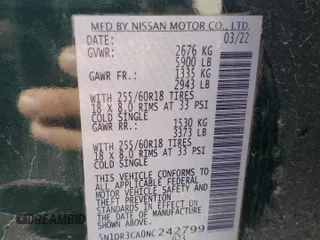 MFD BY NISSAN MOTOR CO., LTD.
DATE: 03/22
GVWR: 2676 KG
5900 LB
GAWR FR.: 1335 KG
2943 LB
WITH 255/60R18 TIRES
18 X 8.0 RIMS AT 33 PSI
COLD SINGLE
GAWR RR.: 1530 KG
3373 LB
WITH 255/60R18 TIRES
18 X 8.0 RIMS AT 33 PSI
COLD SINGLE
THIS VEHICLE CONFORMS TO
ALL APPLICABLE FEDERAL
MOTOR VEHICLE SAFETY AND
THEFT PREVENTION
STANDARDS IN EFFECT ON
THE DATE OF MANUFACTURE
SHOWN ABOVE.
5N1DR3CA0NC242799